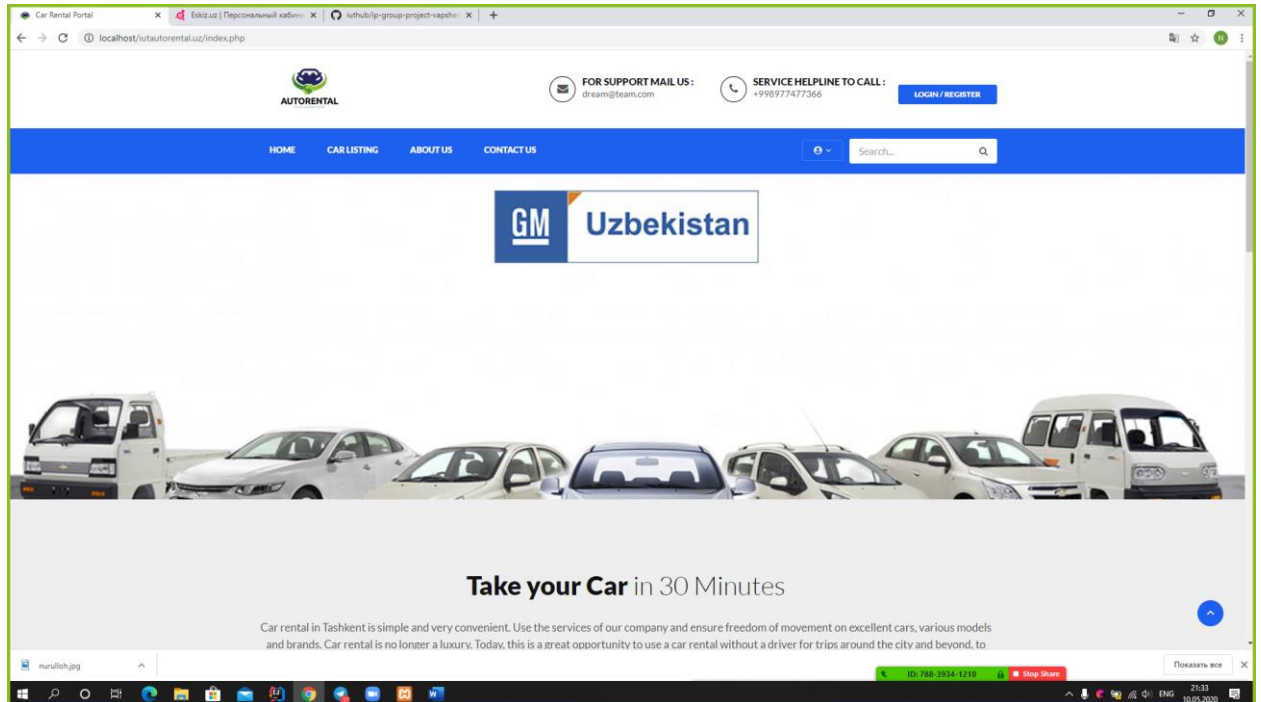 Car Rental Portal
Eskiz.uz | Персональный кабин
iuthub/ip-group-project-vapshe
localhost/iutautorental.uz/index.php
N
AUTORENTAL
FOR SUPPORT MAIL US :
dream@team.com
SERVICE HELPLINE TO CALL :
+998977477366
LOGIN / REGISTER
HOME CAR LISTING ABOUT US CONTACT US
Search...
GM Uzbekistan
Take your Car in 30 Minutes
Car rental in Tashkent is simple and very convenient. Use the services of our company and ensure freedom of movement on excellent cars, various models
and brands. Car rental is no longer a luxury. Today, this is a great opportunity to use a car rental without a driver for trips around the city and beyond, to
nurulloh.jpg
Показать все
ID: 788-3934-1210 Stop Share
ENG
21:33
10.05.2020